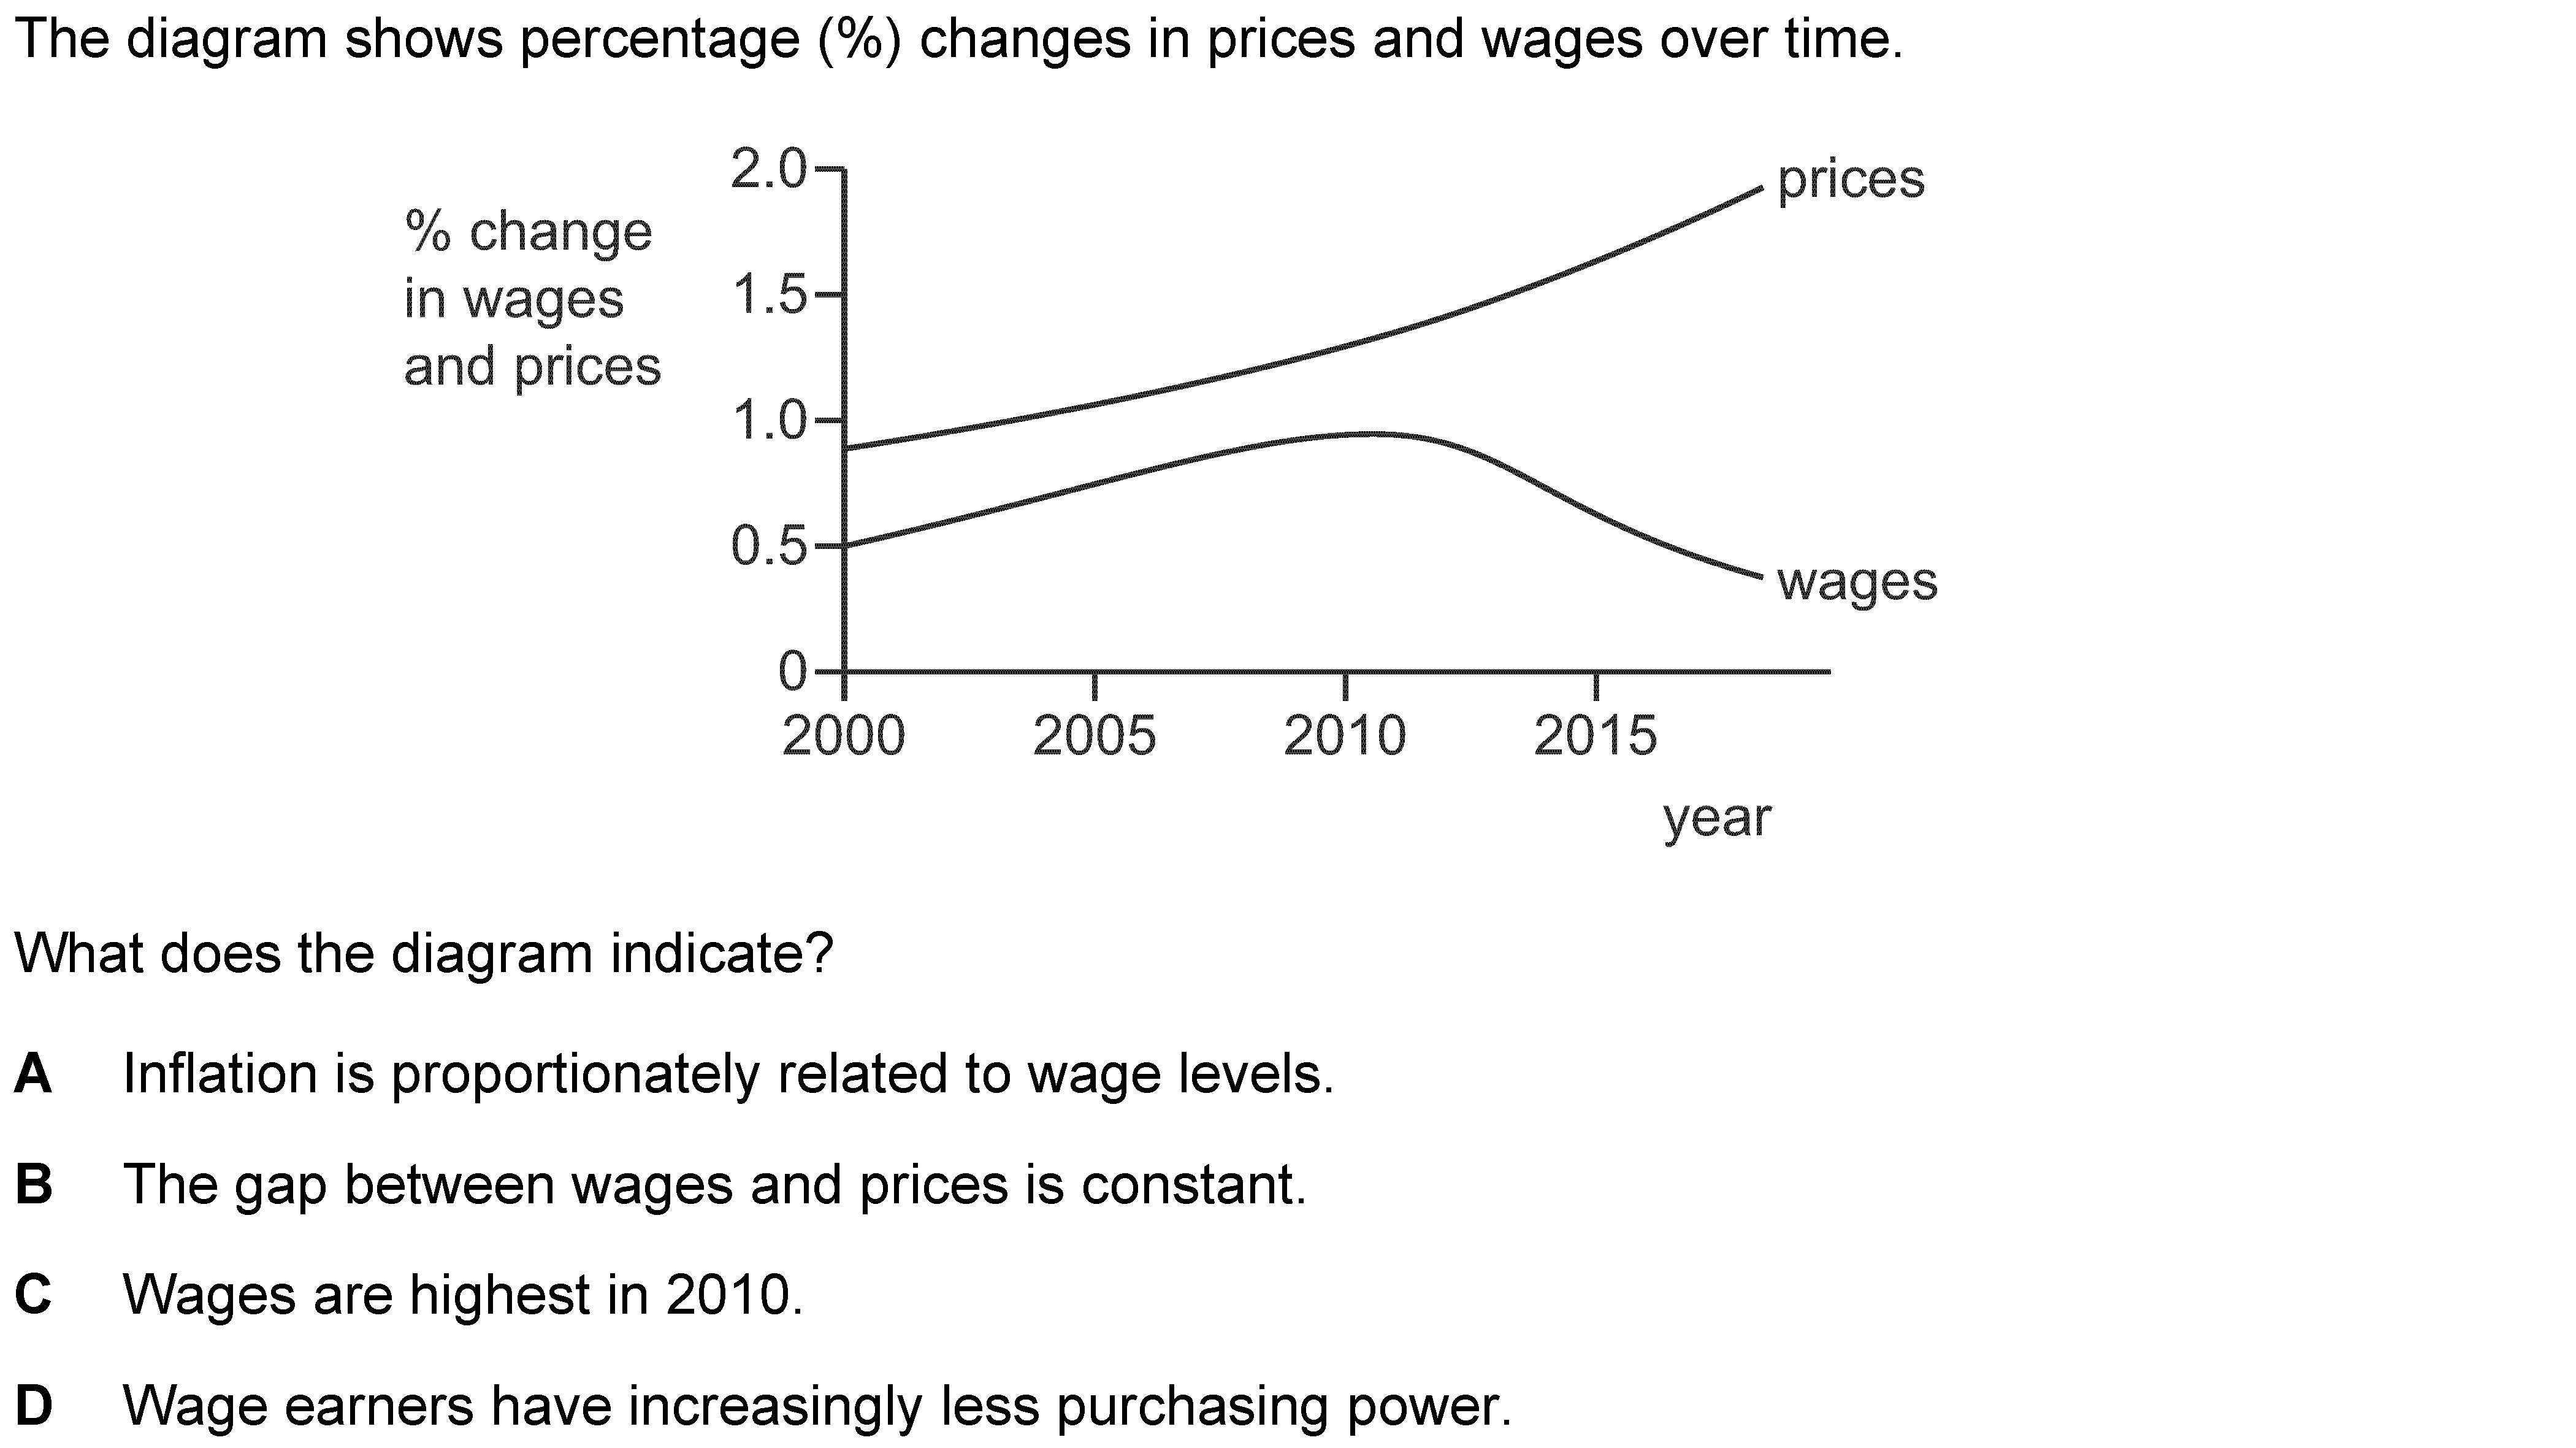 The diagram shows percentage (%) changes in prices and wages over time.
% change
in wages
and prices
2.0
1.5
1.0
0.5
0
prices
wages
2000 2005 2010 2015
year
What does the diagram indicate?
A Inflation is proportionately related to wage levels.
B The gap between wages and prices is constant.
C Wages are highest in 2010.
D Wage earners have increasingly less purchasing power.